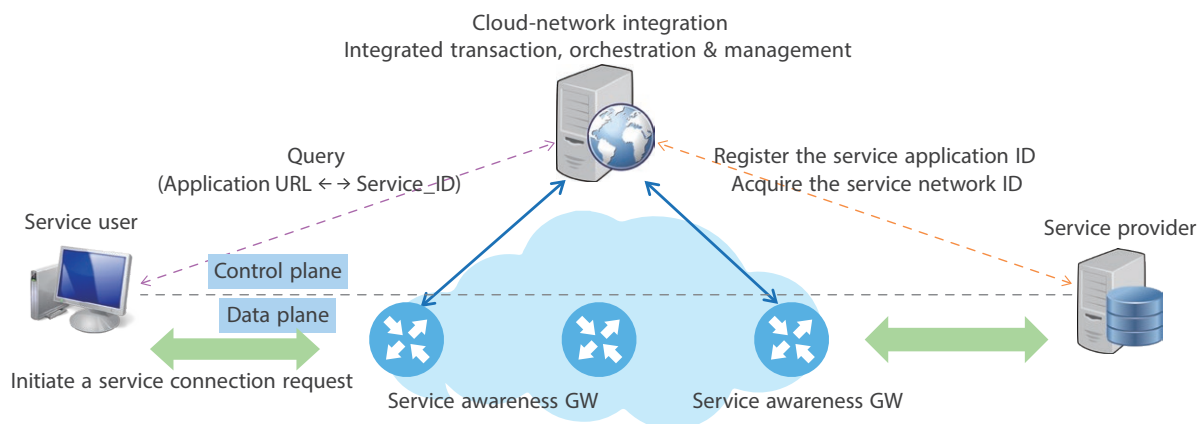 Cloud-network integration
Integrated transaction, orchestration & management
Query
(Application URL ←→ Service_ID)
Register the service application ID
Acquire the service network ID
Service user
Service provider
Control plane
Data plane
Initiate a service connection request
Service awareness GW
Service awareness GW